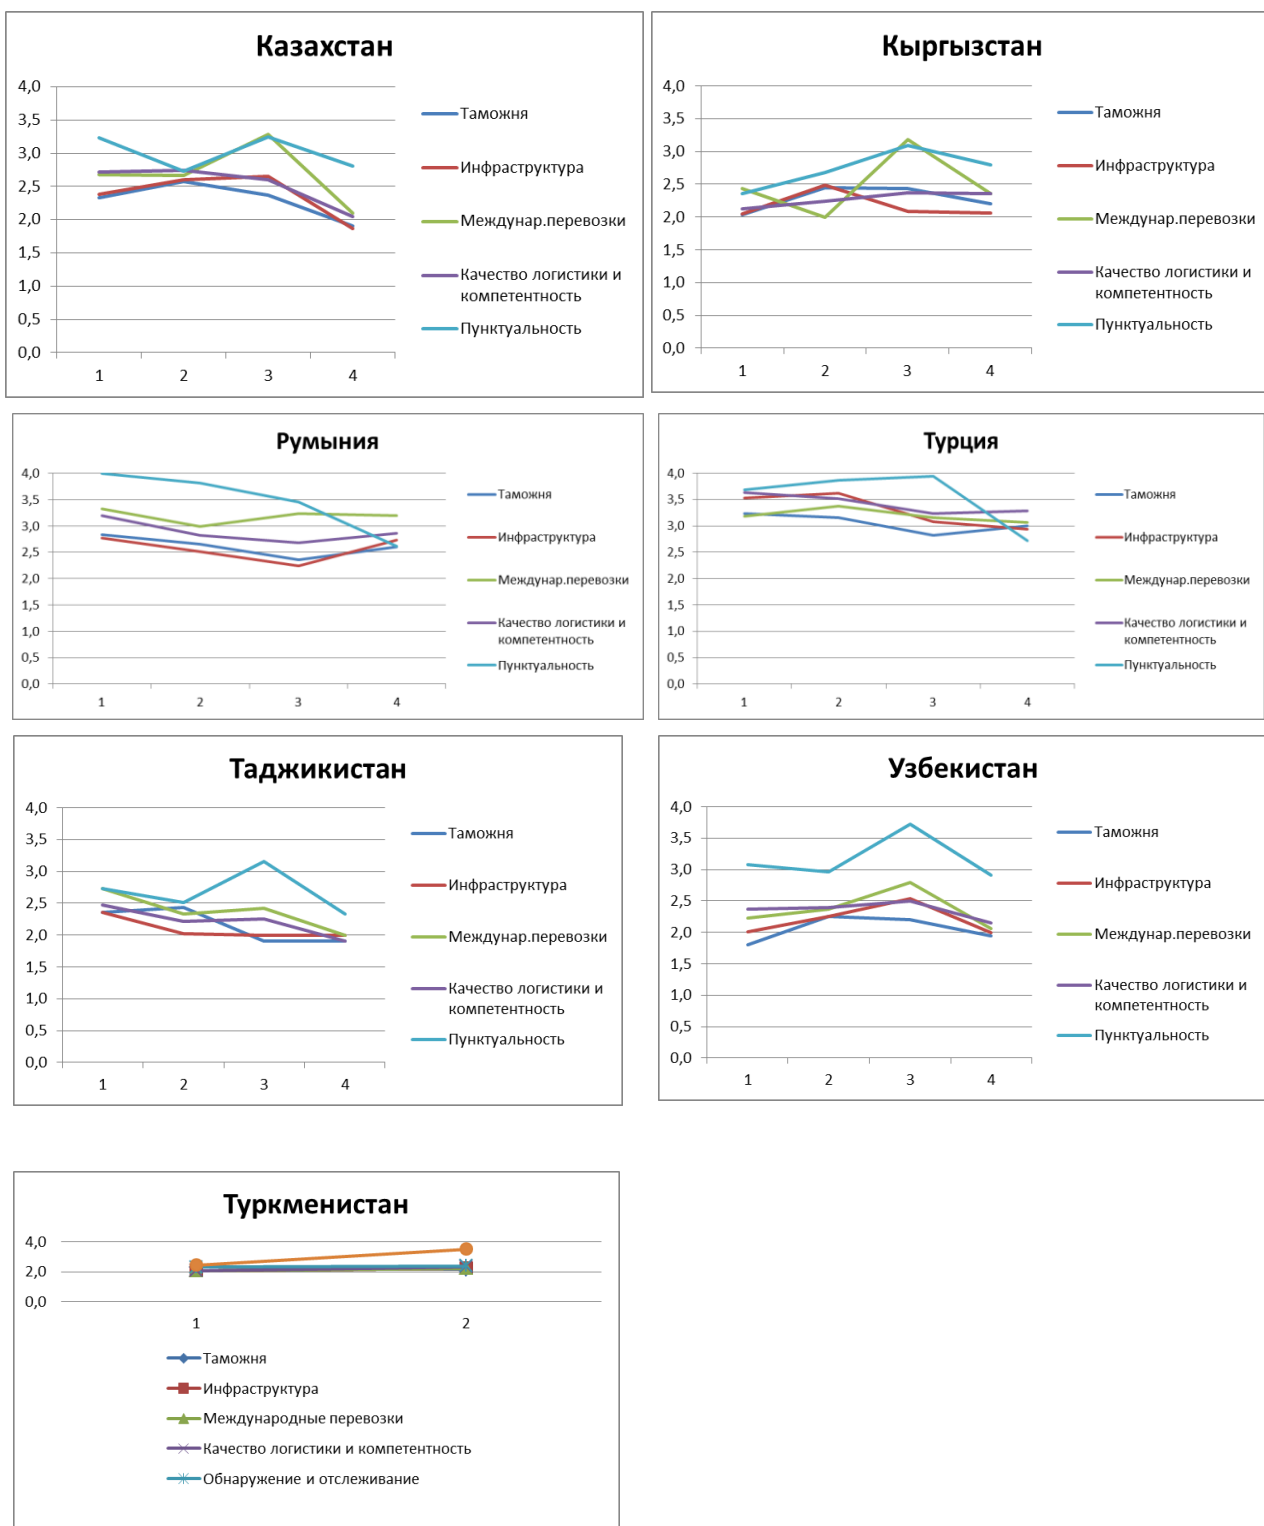 Казахстан
4,0
3,5
3,0
2,5
2,0
1,5
1,0
0,5
0,0
1 2 3 4
Таможня
Инфраструктура
Междунар.перевозки
Качество логистики и
компетентность
Пунктуальность
Кыргызстан
4,0
3,5
3,0
2,5
2,0
1,5
1,0
0,5
0,0
1 2 3 4
Таможня
Инфраструктура
Междунар.перевозки
Качество логистики и
компетентность
Пунктуальность
Румыния
4,0
3,5
3,0
2,5
2,0
1,5
1,0
0,5
0,0
1 2 3 4
Таможня
Инфраструктура
Междунар.перевозки
Качество логистики и
компетентность
Пунктуальность
Турция
4,0
3,5
3,0
2,5
2,0
1,5
1,0
0,5
0,0
1 2 3 4
Таможня
Инфраструктура
Междунар.перевозки
Качество логистики и
компетентность
Пунктуальность
Таджикистан
4,0
3,5
3,0
2,5
2,0
1,5
1,0
0,5
0,0
1 2 3 4
Таможня
Инфраструктура
Междунар.перевозки
Качество логистики и
компетентность
Пунктуальность
Узбекистан
4,0
3,5
3,0
2,5
2,0
1,5
1,0
0,5
0,0
1 2 3 4
Таможня
Инфраструктура
Междунар.перевозки
Качество логистики и
компетентность
Пунктуальность
Туркменистан
4,0
2,0
0,0
1 2
Таможня
Инфраструктура
Международные перевозки
Качество логистики и компетентность
Обнаружение и отслеживание